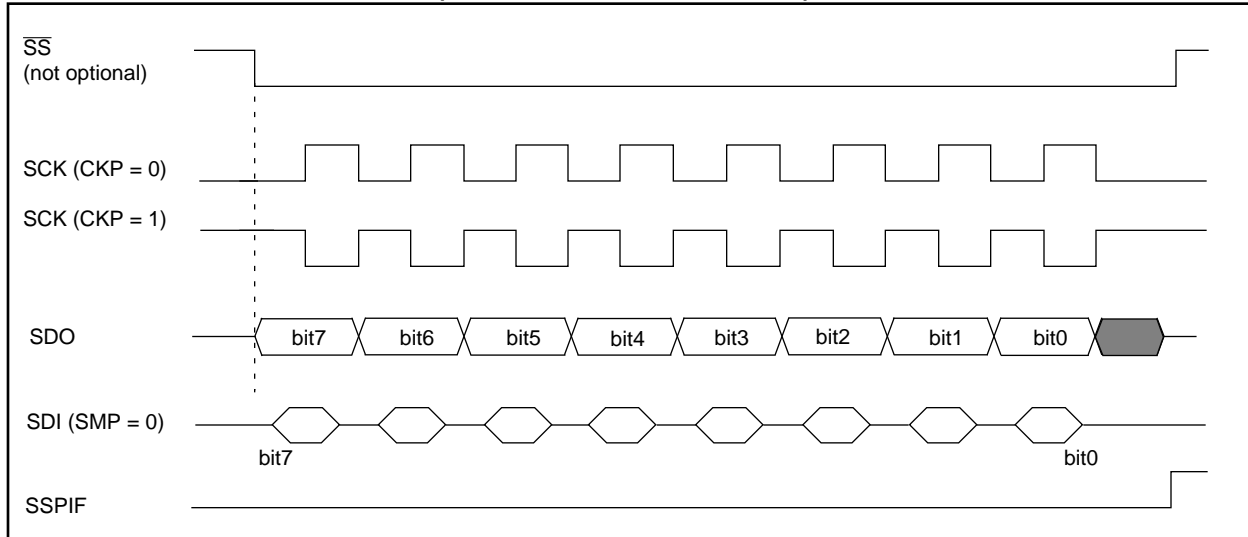 SS
(not optional)
SCK (CKP = 0)
SCK (CKP = 1)
SDO
bit7 bit6 bit5 bit4 bit3 bit2 bit1 bit0
SDI (SMP = 0)
bit7 bit0
SSPIF